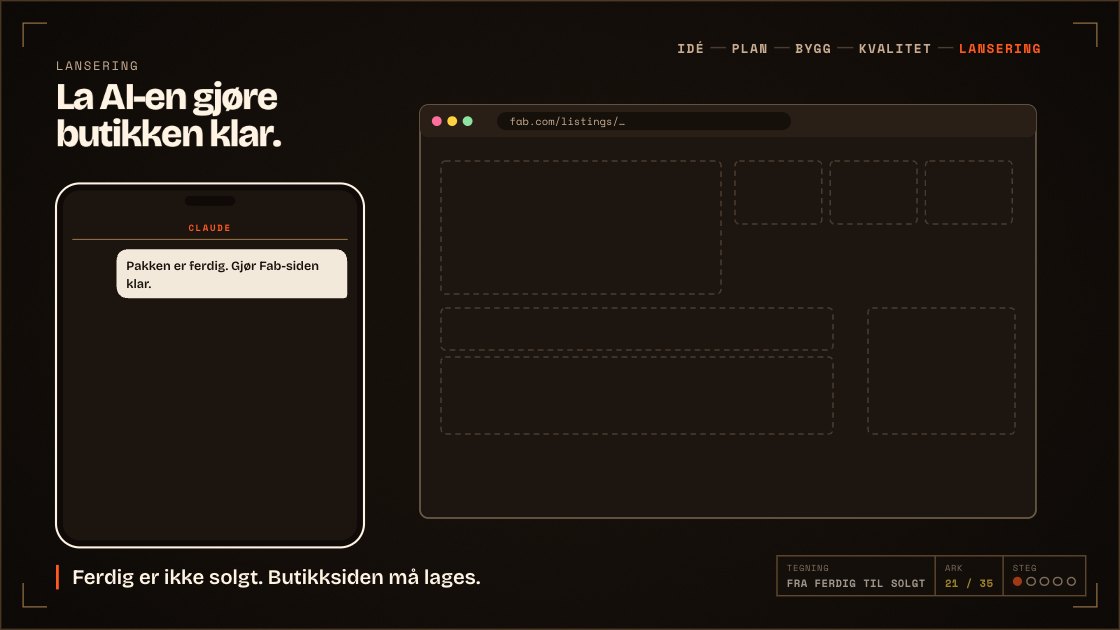 IDÉ — PLAN — BYGG — KVALITET — LANSERING
LANSERING
La AI-en gjøre
butikken klar.
fab.com/listings/…
CLAUDE
Pakken er ferdig. Gjør Fab-siden
klar.
Ferdig er ikke solgt. Butikksiden må lages.
TEGNING
FRA FERDIG TIL SOLGT
ARK
21 / 35
STEG